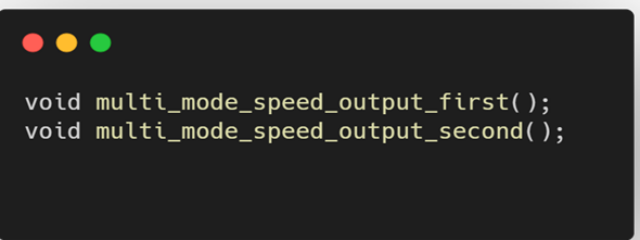 void multi_mode_speed_output_first();
void multi_mode_speed_output_second();